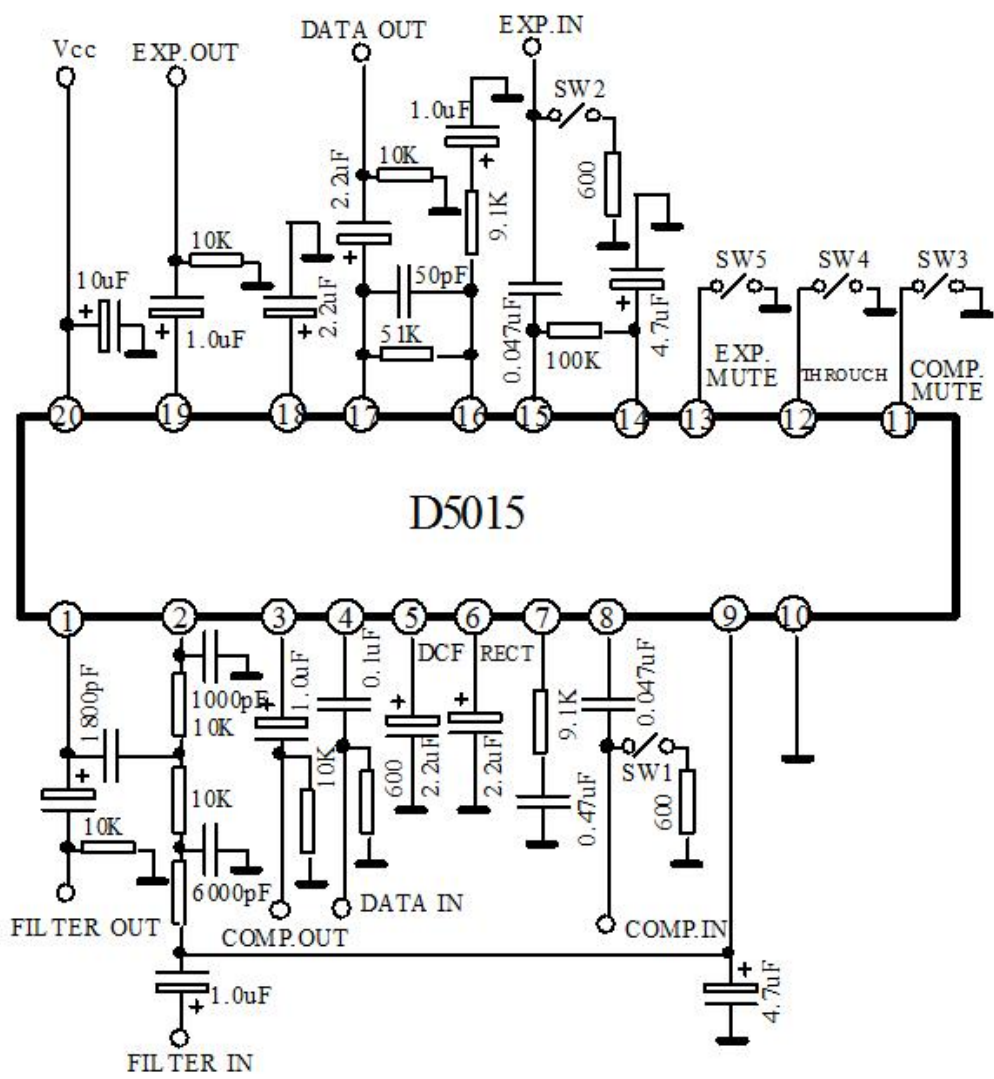 Vcc
EXP.OUT
DATA OUT
EXP.IN
SW2
1.0uF
10K
2.2uF
9.1K
600
10K
10uF
1.0uF
2.2uF
50pF
51K
0.047uF
100K
4.7uF
SW5
SW4
SW3
EXP.
MUTE
THROUCH
COMP.
MUTE
20
19
18
17
16
15
14
13
12
11
D5015
1
2
3
4
5
6
7
8
9
10
1800pF
1000pF
10K
10K
10K
6000pF
1.0uF
10K
0.1uF
600
DCF
2.2uF
RECT
2.2uF
9.1K
0.47uF
0.047uF
SW1
600
FILTER OUT
COMP.OUT
DATA IN
COMP.IN
1.0uF
4.7uF
FILTER IN